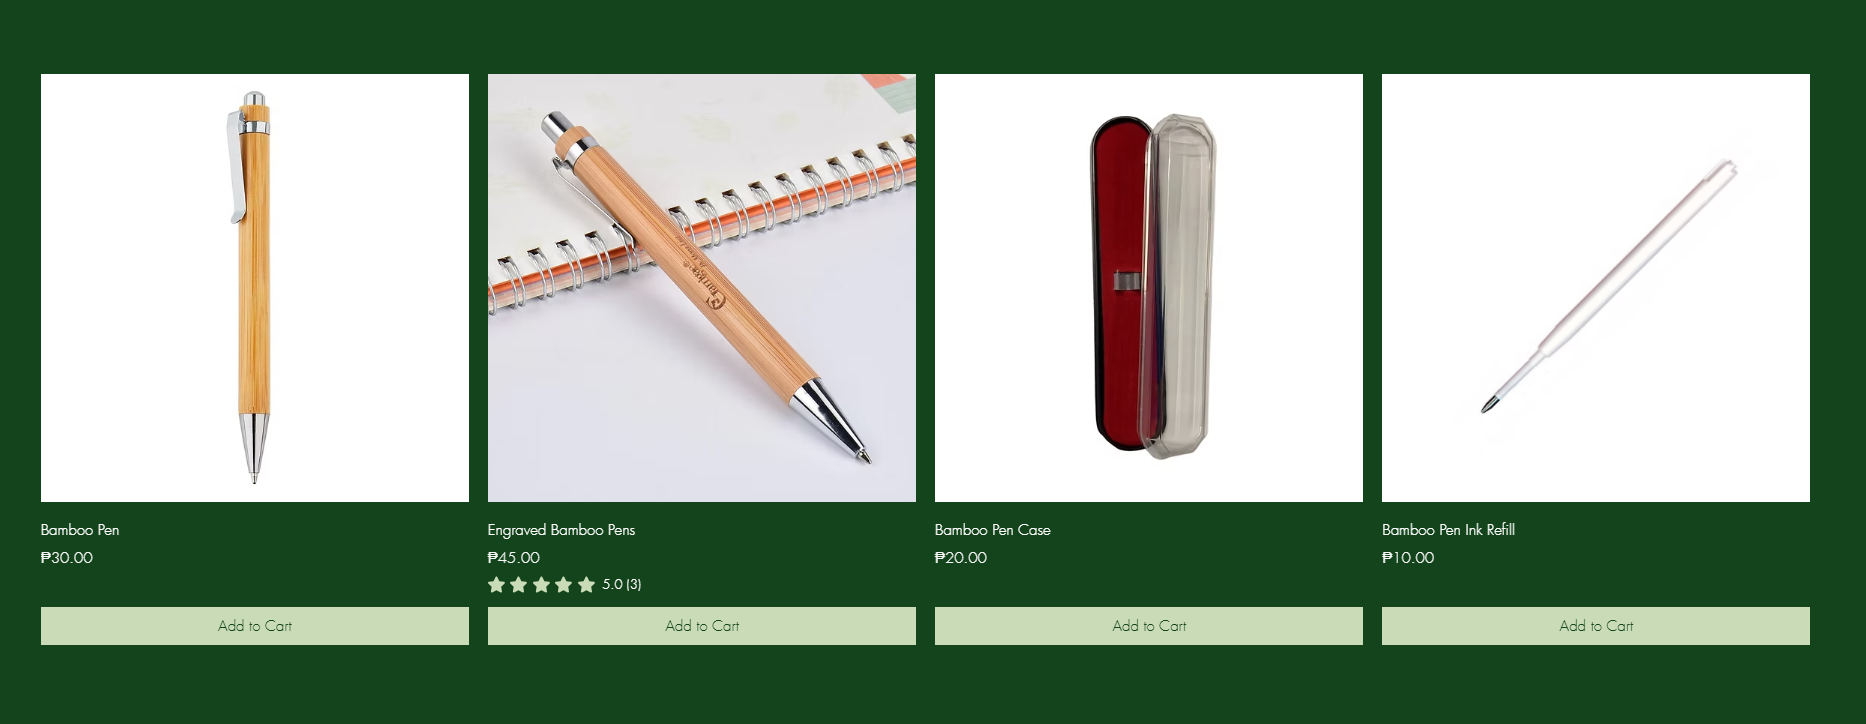 Bamboo Pen
₱30.00
Add to Cart
Engraved Bamboo Pens
₱45.00
5.0 (3)
Add to Cart
Bamboo Pen Case
₱20.00
Add to Cart
Bamboo Pen Ink Refill
₱10.00
Add to Cart